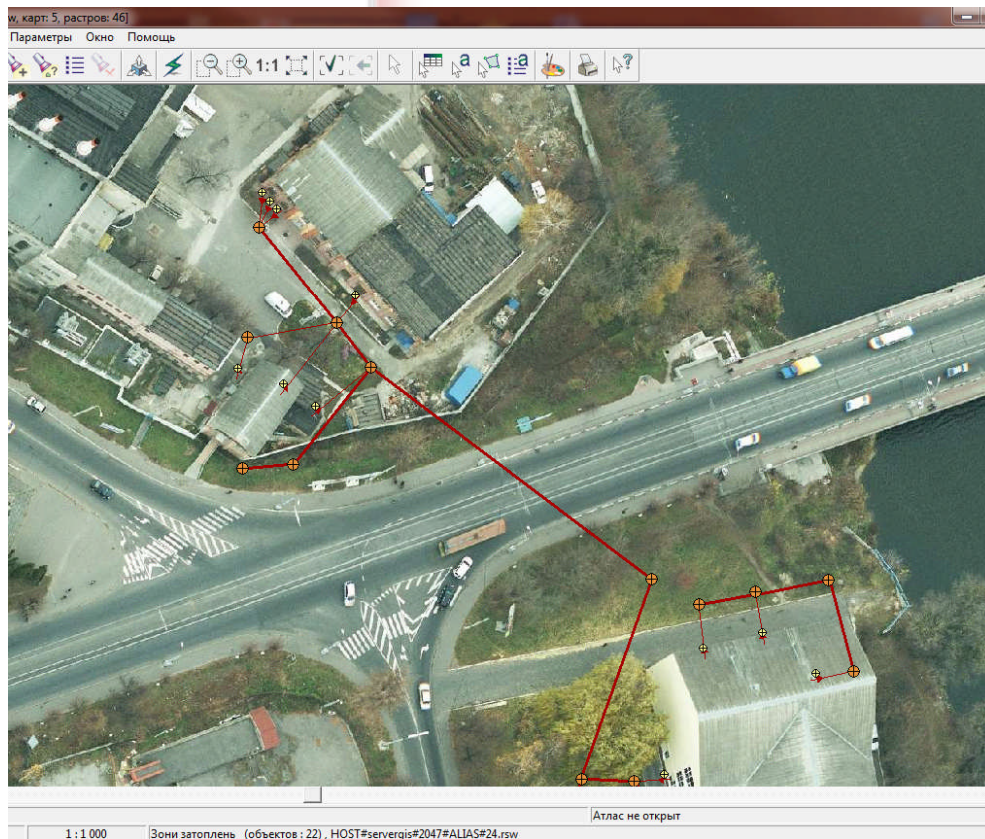 w, карт: 5, растров: 46]
Параметры Окно Помощь
1:1
a a
Атлас не открыт
1 : 1 000 Зони затоплень (объектов : 22) , HOST#servergis#2047#ALIAS#24.rsw